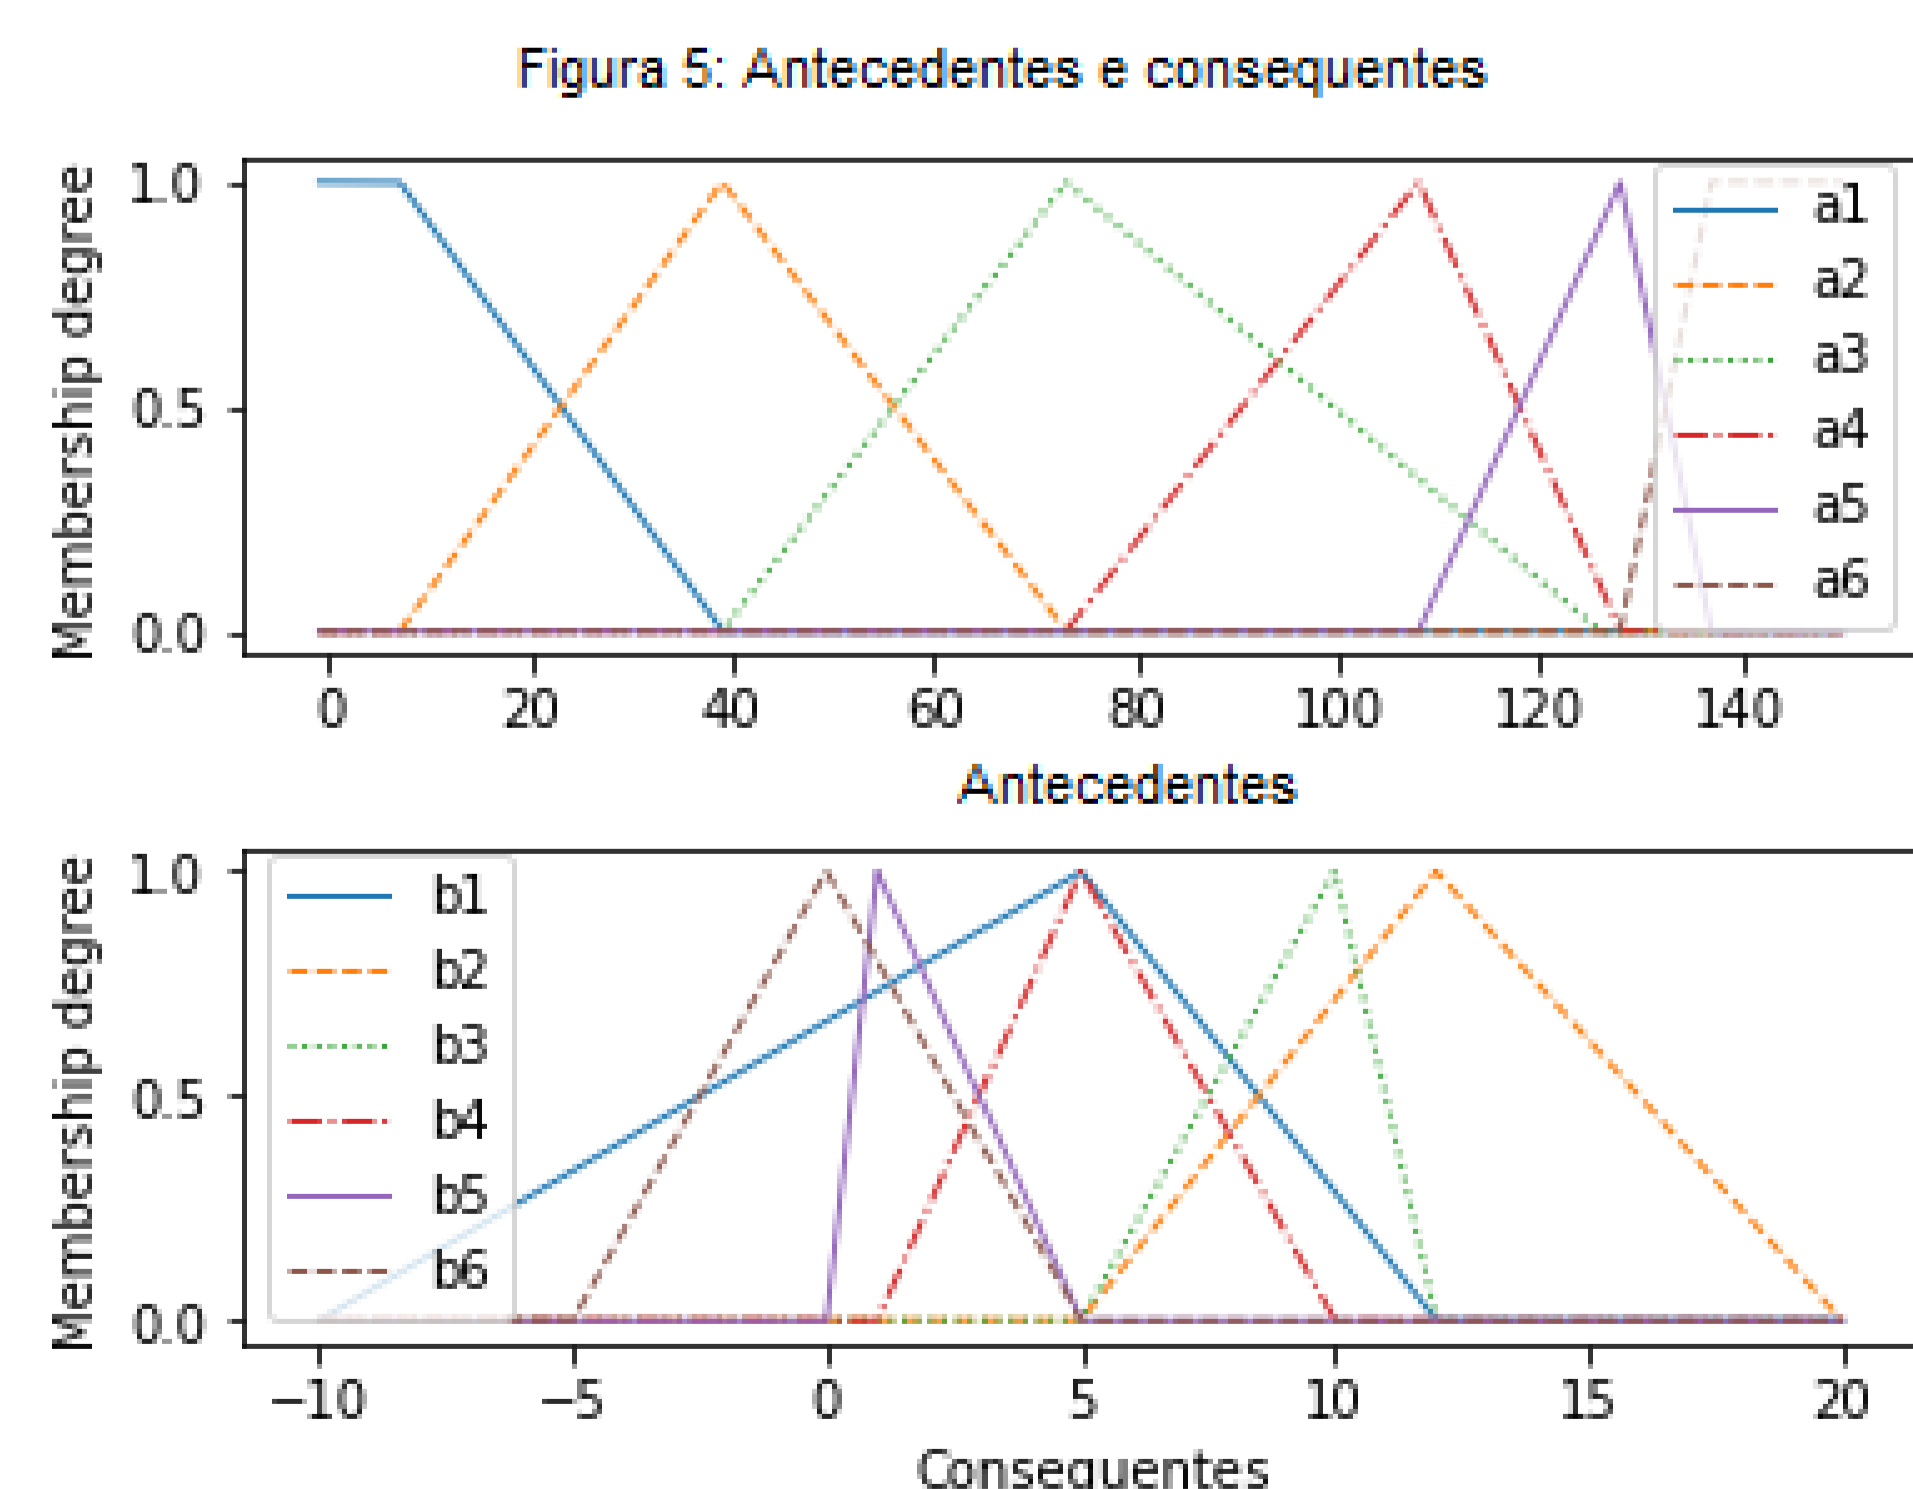 Figura 5: Antecedentes e consequentes
Membership degree
1.0
0.5
0.0
a1
a2
a3
a4
a5
a6
0 20 40 60 80 100 120 140
Antecedentes
Membership degree
1.0
0.5
0.0
b1
b2
b3
b4
b5
b6
−10 −5 0 5 10 15 20
Consequentes